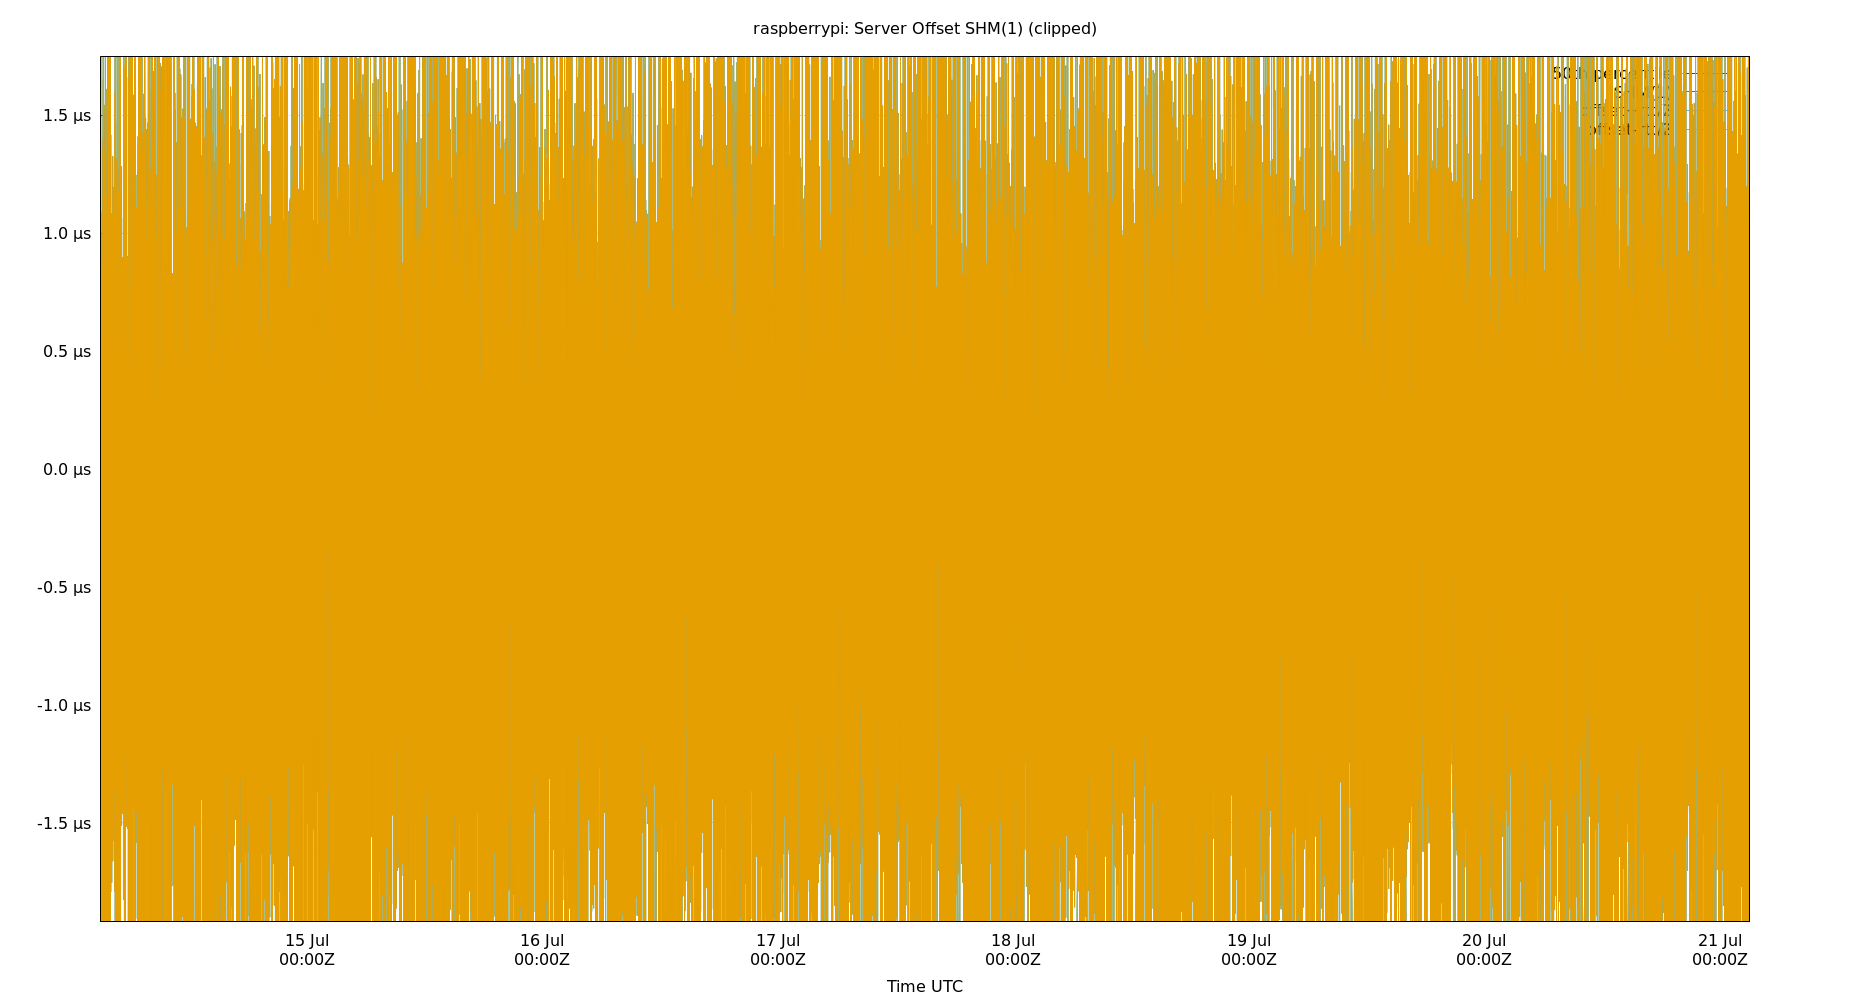 raspberrypi: Server Offset SHM(1) (clipped)
1.5 µs
1.0 µs
0.5 µs
0.0 µs
-0.5 µs
-1.0 µs
-1.5 µs
50th
15 Jul 16 Jul 17 Jul 18 Jul 19 Jul 20 Jul 21 Jul
00:00Z 00:00Z 00:00Z 00:00Z 00:00Z 00:00Z 00:00Z
Time UTC